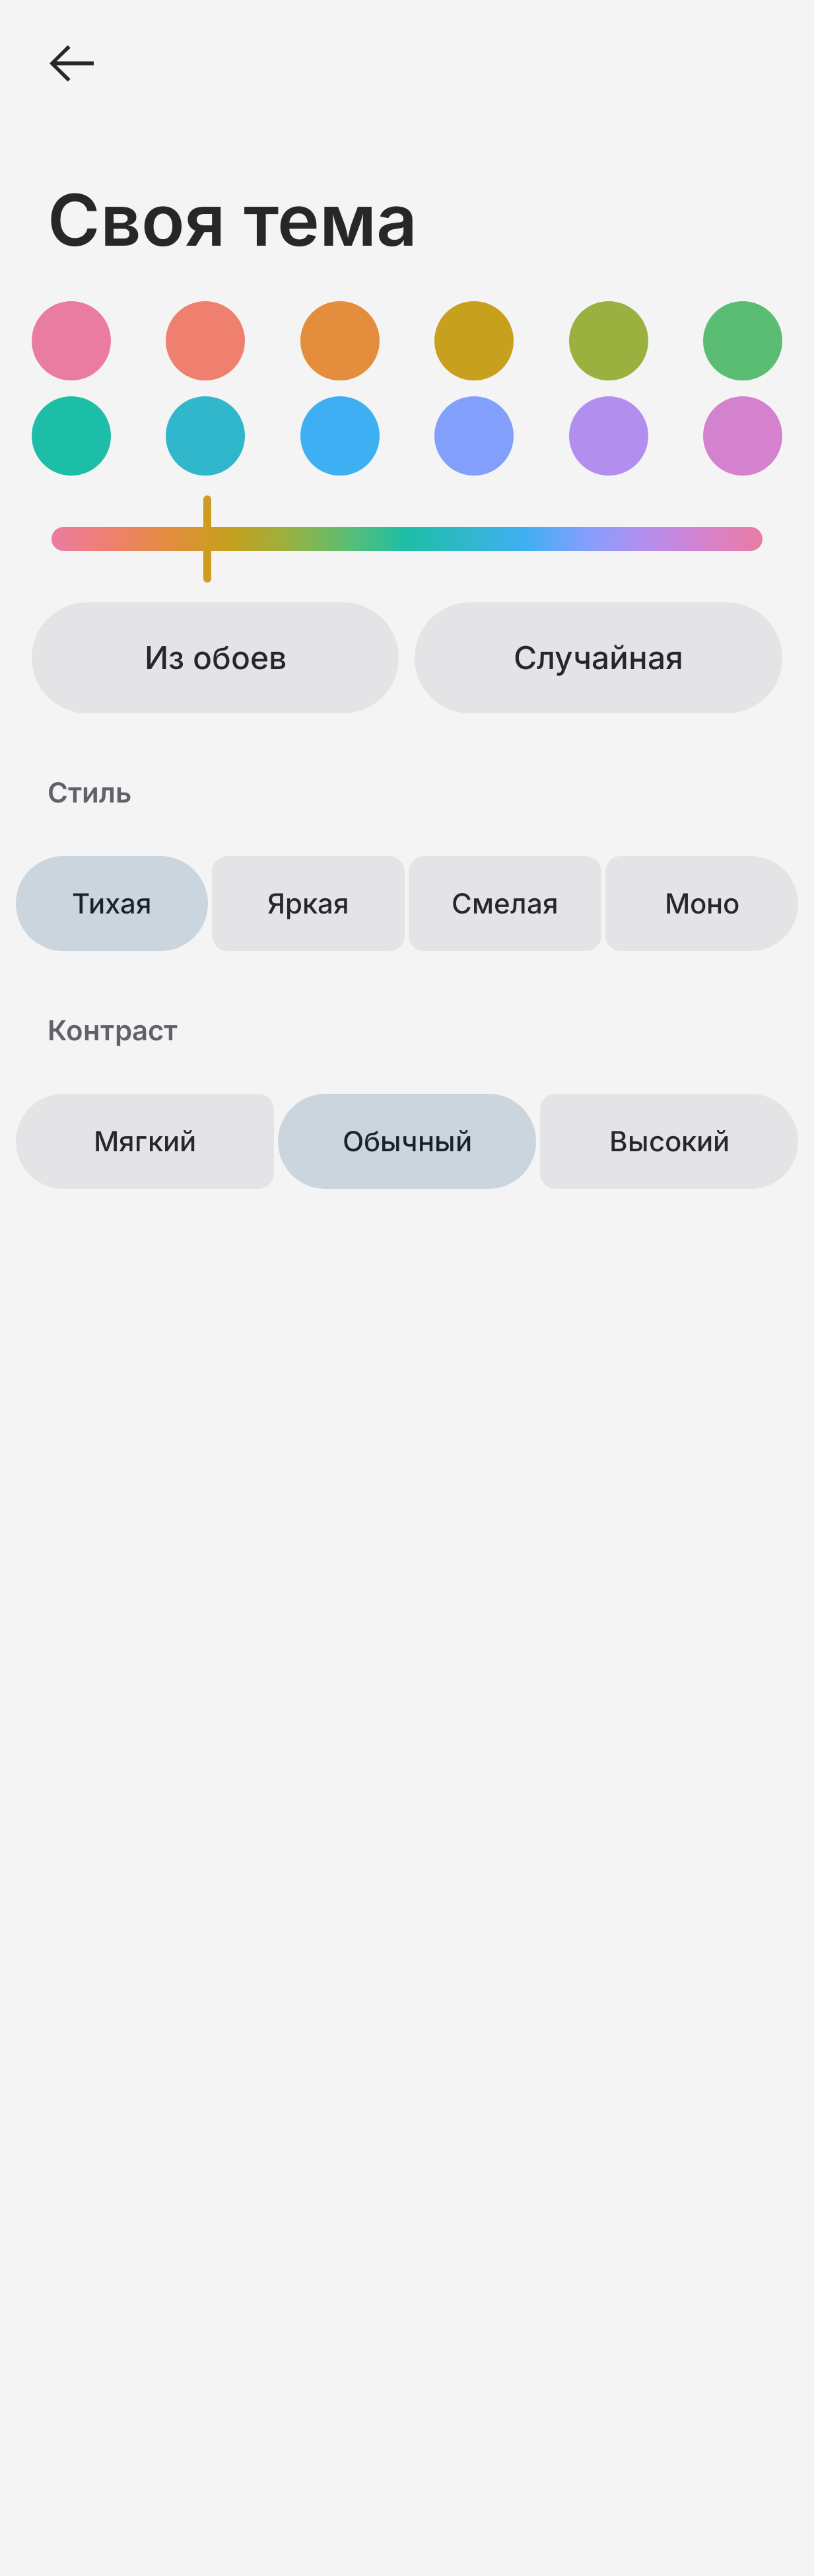 Своя тема
Из обоев
Случайная
Стиль
Тихая
Яркая
Смелая
Моно
Контраст
Мягкий
Обычный
Высокий